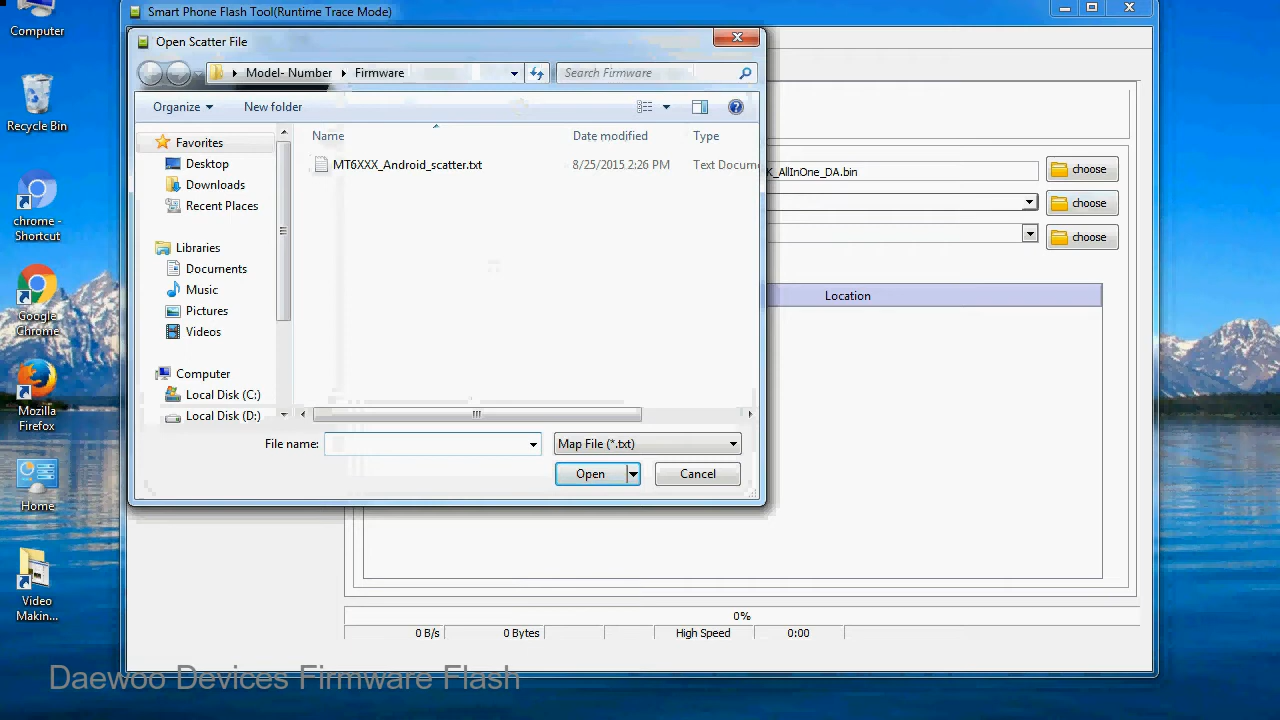 Smart Phone Flash Tool(Runtime Trace Mode)
Computer
Open Scatter File
Model- Number
Firmware
Search Firmware
Organize
New folder
Recycle Bin
Favorites
Name
Date modified
Type
Desktop
MT6XXX_Android_scatter.txt
8/25/2015 2:26 PM
Text Docum
K_AllInOne_DA.bin
choose
Downloads
Recent Places
choose
chrome - Shortcut
choose
Libraries
Documents
Music
Pictures
Videos
Location
Google Chrome
Computer
Local Disk (C:)
Local Disk (D:)
Mozilla Firefox
File name:
Map File (*.txt)
Open
Cancel
Home
Video Makin...
0%
0 B/s
0 Bytes
High Speed
0:00
Daewoo Devices Firmware Flash